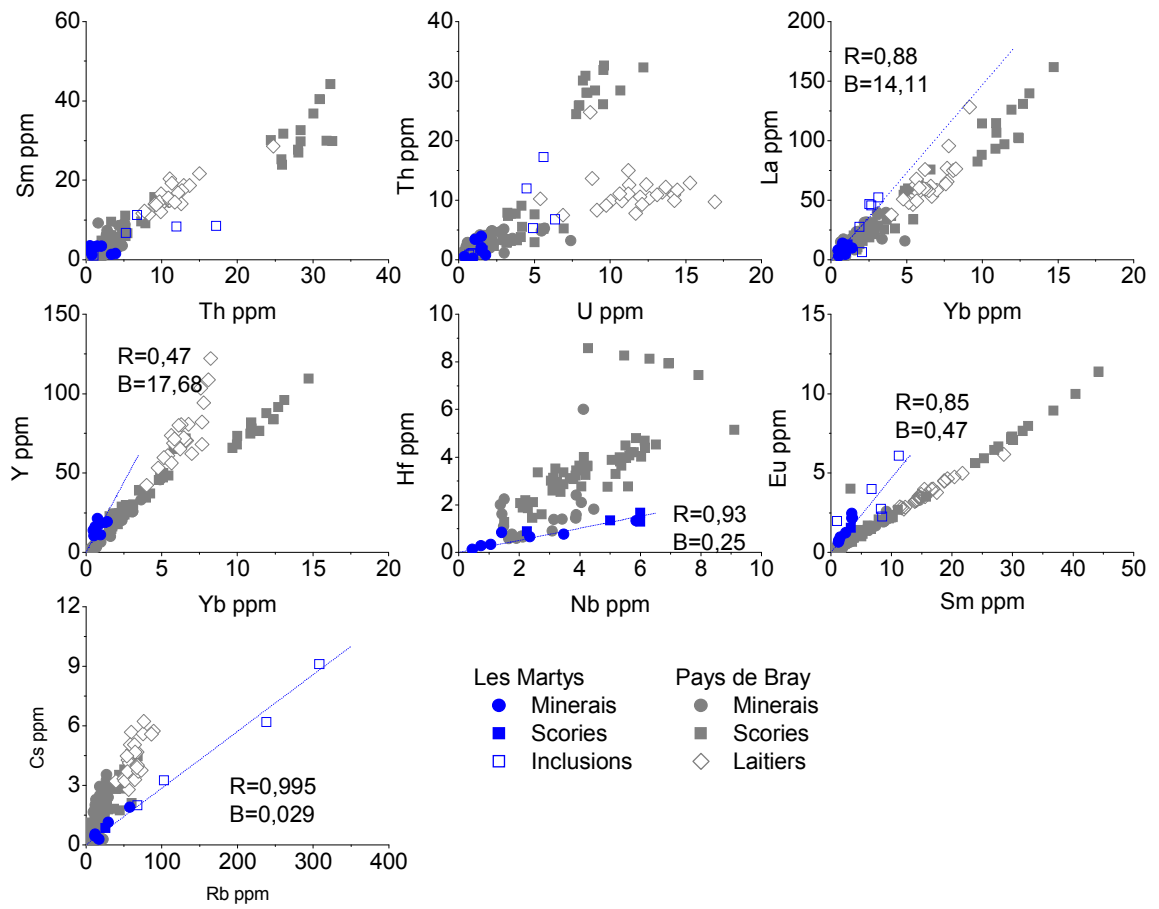 60
40
20
0
0
10
20
30
40
Sm ppm
Th ppm
40
30
20
10
0
0
5
10
15
20
Th ppm
U ppm
200
150
100
50
0
0
5
10
15
20
La ppm
Yb ppm
R=0,88
B=14,11
150
100
50
0
0
5
10
15
20
Y ppm
Yb ppm
R=0,47
B=17,68
10
8
6
4
2
0
0
2
4
6
8
10
Hf ppm
Nb ppm
R=0,93
B=0,25
15
10
5
0
0
10
20
30
40
50
Eu ppm
Sm ppm
R=0,85
B=0,47
12
9
6
3
0
0
100
200
300
400
Cs ppm
Rb ppm
R=0,995
B=0,029
Les Martys
Minerais
Scories
Inclusions
Pays de Bray
Minerais
Scories
Laitiers